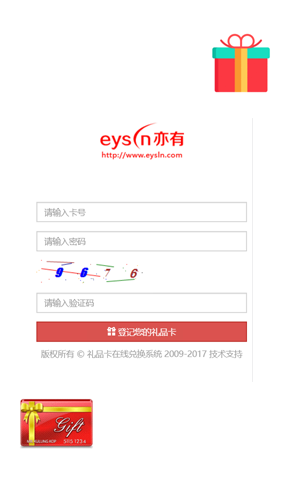 eysln亦有
http://www.eysln.com
请输入卡号
请输入密码
9 6 7 6
请输入验证码
登记您的礼品卡
版权所有 © 礼品卡在线兑换系统 2009-2017 技术支持
Gift